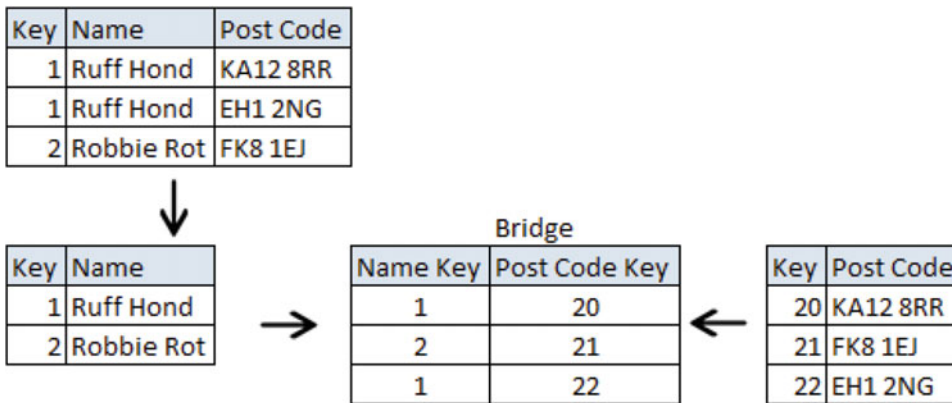 Key Name Post Code
1 Ruff Hond KA12 8RR
1 Ruff Hond EH1 2NG
2 Robbie Rot FK8 1EJ
Bridge
Key Name
1 Ruff Hond
2 Robbie Rot
Name Key Post Code Key
1 20
2 21
1 22
Key Post Code
20 KA12 8RR
21 FK8 1EJ
22 EH1 2NG